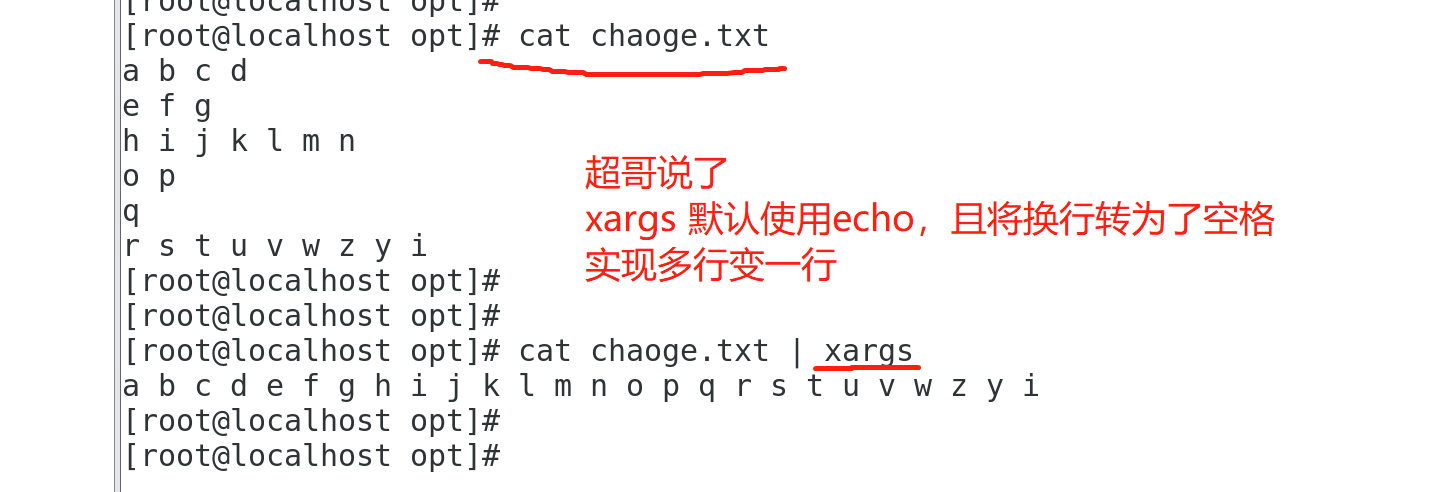 [root@localhost opt]#
[root@localhost opt]# cat chaoge.txt
a b c d
e f g
h i j k l m n
o p
q
r s t u v w z y i
超哥说了
xargs 默认使用echo，且将换行转为了空格
实现多行变一行
[root@localhost opt]#
[root@localhost opt]#
[root@localhost opt]# cat chaoge.txt | xargs
a b c d e f g h i j k l m n o p q r s t u v w z y i
[root@localhost opt]#
[root@localhost opt]#